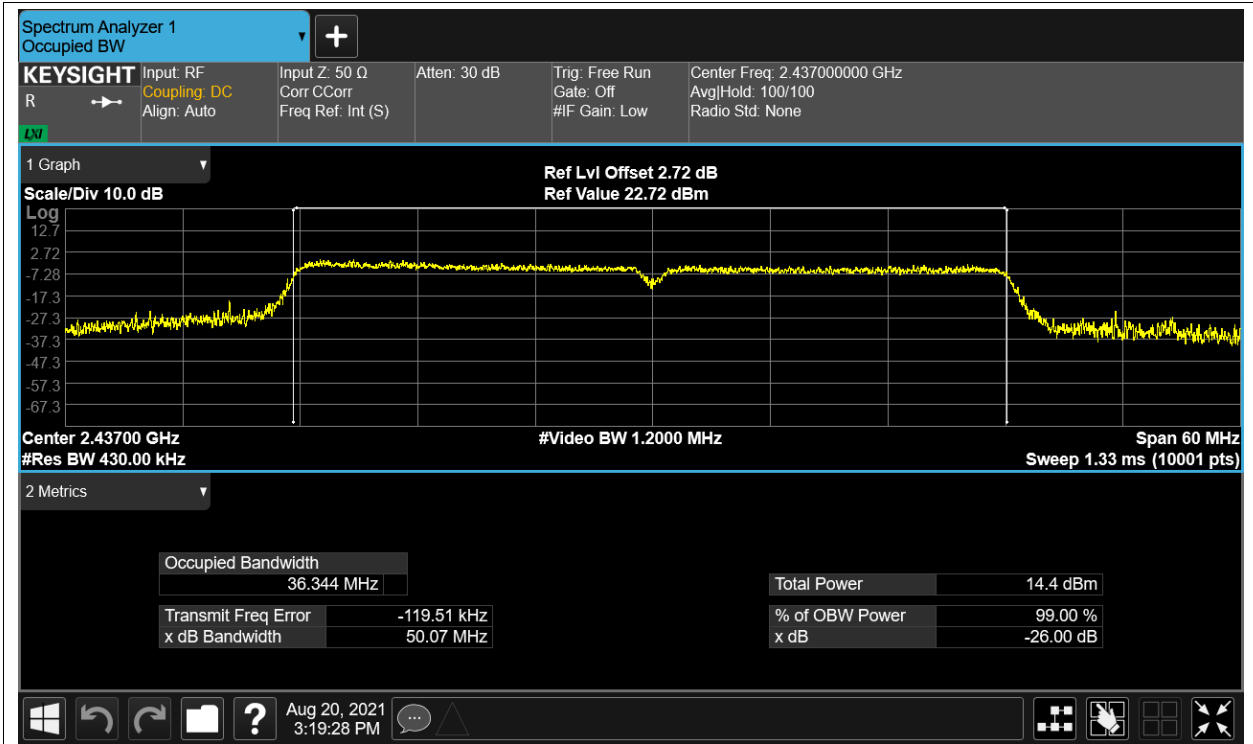 Spectrum Analyzer 1
Occupied BW
KEYSIGHT
R
LXI
Input: RF
Coupling: DC
Align: Auto
Input Z: 50 Ω
Corr CCorr
Freq Ref: Int (S)
Atten: 30 dB
Trig: Free Run
Gate: Off
#IF Gain: Low
Center Freq: 2.437000000 GHz
Avg|Hold: 100/100
Radio Std: None
1 Graph
Scale/Div 10.0 dB
Ref Lvl Offset 2.72 dB
Ref Value 22.72 dBm
Log
12.7
2.72
-7.28
-17.3
-27.3
-37.3
-47.3
-57.3
-67.3
Center 2.43700 GHz
#Video BW 1.2000 MHz
Span 60 MHz
#Res BW 430.00 kHz
Sweep 1.33 ms (10001 pts)
2 Metrics
Occupied Bandwidth
36.344 MHz
Transmit Freq Error -119.51 kHz
x dB Bandwidth 50.07 MHz
Total Power 14.4 dBm
% of OBW Power 99.00 %
x dB -26.00 dB
?
Aug 20, 2021
3:19:28 PM